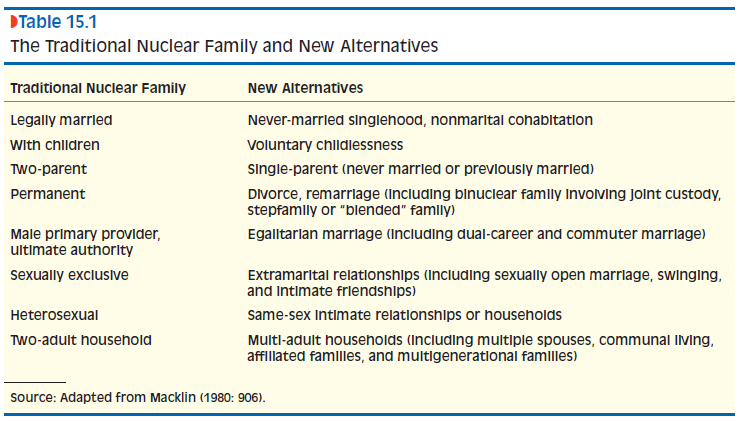 Table 15.1
The Traditional Nuclear Family and New Alternatives
Traditional Nuclear Family New Alternatives
Legally married Never-married singlehood, nonmarital cohabitation
With children Voluntary childlessness
Two-parent Single-parent (never married or previously married)
Permanent Divorce, remarriage (including binuclear family involving joint custody,
stepfamily or “blended” family)
Male primary provider, Egalitarian marriage (including dual-career and commuter marriage)
ultimate authority
Sexually exclusive Extramarital relationships (including sexually open marriage, swinging,
and intimate friendships)
Heterosexual Same-sex intimate relationships or households
Two-adult household Multi-adult households (including multiple spouses, communal living,
affiliated families, and multigenerational families)
Source: Adapted from Macklin (1980: 906).